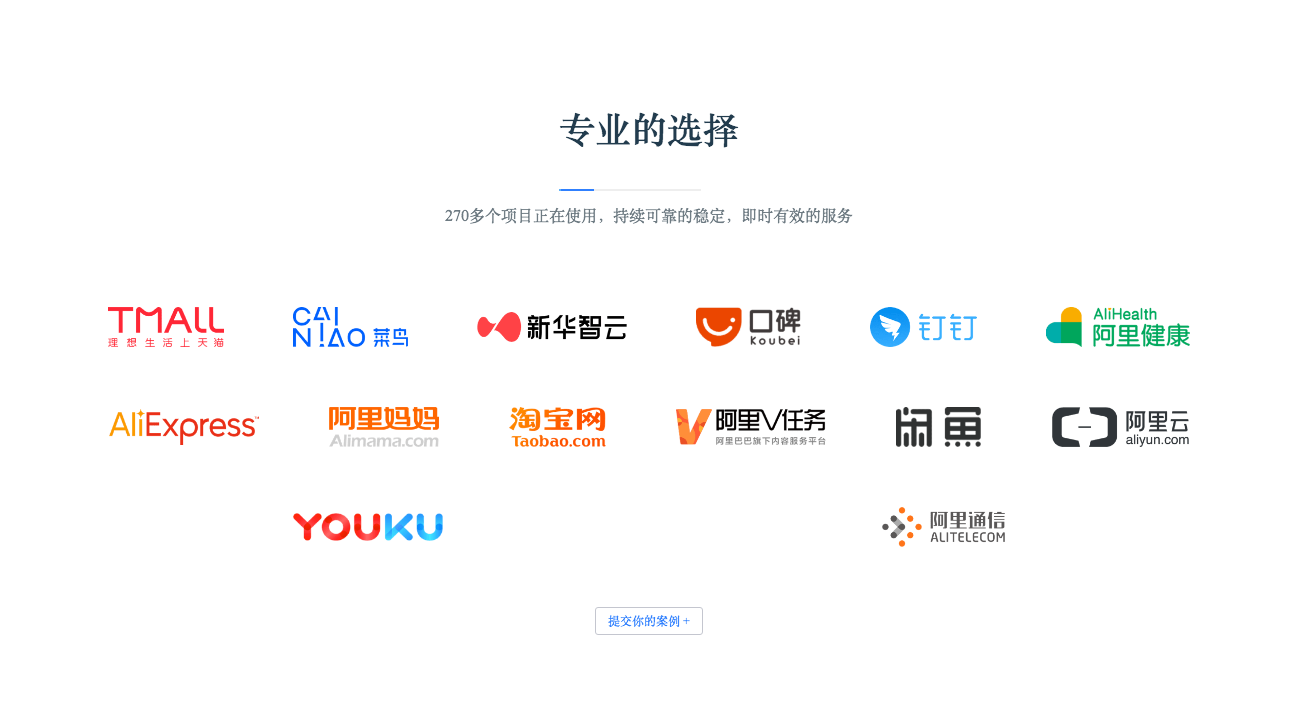 专业的选择
270多个项目正在使用，持续可靠的稳定，即时有效的服务
TMALL
理想生活上天猫
CAI
NIAO 菜鸟
新华智云
口碑
Koubei
钉钉
AliHealth
阿里健康
AliExpress™
阿里妈妈
Alimama.com
淘宝网
Taobao.com
阿里V任务
阿里巴巴旗下内容服务平台
闲鱼
阿里云
aliyun.com
YOUKU
阿里通信
ALITELECOM
提交你的案例 +